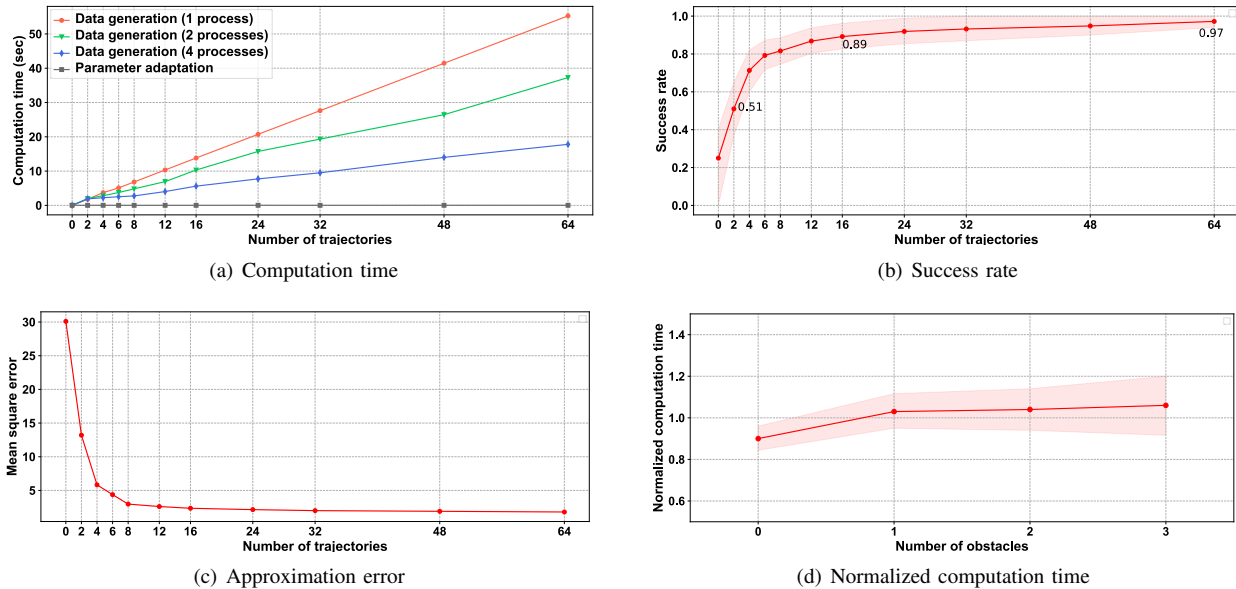 Computation time (sec)
50
40
30
20
10
0
Data generation (1 process)
Data generation (2 processes)
Data generation (4 processes)
Parameter adaptation
0 2 4 6 8 12 16 24 32 48 64
Number of trajectories
(a) Computation time
Success rate
1.0
0.8
0.6
0.4
0.2
0.0
0.51
0.89
0.97
0 2 4 6 8 12 16 24 32 48 64
Number of trajectories
(b) Success rate
Mean square error
30
25
20
15
10
5
0 2 4 6 8 12 16 24 32 48 64
Number of trajectories
(c) Approximation error
Normalized computation time
1.4
1.2
1.0
0.8
0.6
0 1 2 3
Number of obstacles
(d) Normalized computation time